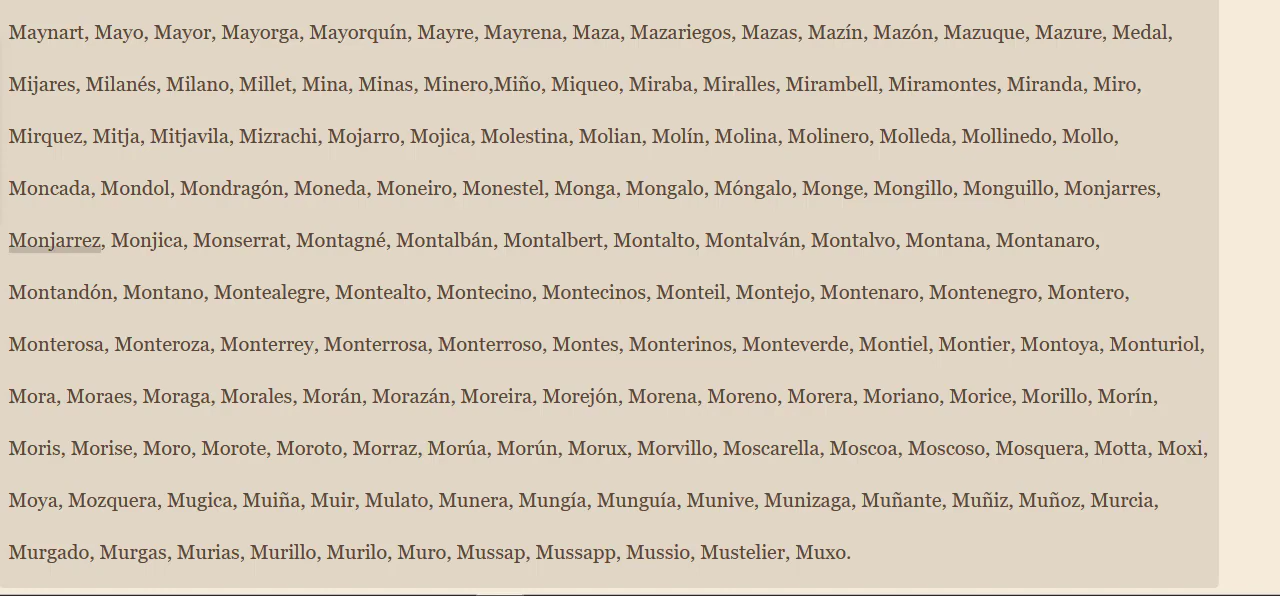 Maynart, Mayo, Mayor, Mayorga, Mayorquín, Mayre, Mayrena, Maza, Mazariegos, Mazas, Mazín, Mazón, Mazuque, Mazure, Medal,
Mijares, Milanés, Milano, Millet, Mina, Minas, Minero,Miño, Miqueo, Miraba, Miralles, Mirambell, Miramontes, Miranda, Miro,
Mirquez, Mitja, Mitjavila, Mizrachi, Mojarro, Mojica, Molestina, Molian, Molín, Molina, Molinero, Molleda, Mollinedo, Mollo,
Moncada, Mondol, Mondragón, Moneda, Moneiro, Monestel, Monga, Mongalo, Móngalo, Monge, Mongillo, Monguillo, Monjarres,
Monjarrez, Monjica, Monserrat, Montagné, Montalbán, Montalbert, Montalto, Montalván, Montalvo, Montana, Montanaro,
Montandón, Montano, Montealegre, Montealto, Montecino, Montecinos, Monteil, Montejo, Montenaro, Montenegro, Montero,
Monterosa, Monteroza, Monterrey, Monterrosa, Monterroso, Montes, Monterinos, Monteverde, Montiel, Montier, Montoya, Monturiol,
Mora, Moraes, Moraga, Morales, Morán, Morazán, Moreira, Morejón, Morena, Moreno, Morera, Moriano, Morice, Morillo, Morín,
Moris, Morise, Moro, Morote, Moroto, Morraz, Morúa, Morún, Morux, Morvillo, Moscarella, Moscoa, Moscoso, Mosquera, Motta, Moxi,
Moya, Mozquera, Mugica, Muiña, Muir, Mulato, Munera, Mungía, Munguía, Munive, Munizaga, Muñante, Muñiz, Muñoz, Murcia,
Murgado, Murgas, Murias, Murillo, Murilo, Muro, Mussap, Mussapp, Mussio, Mustelier, Muxo.